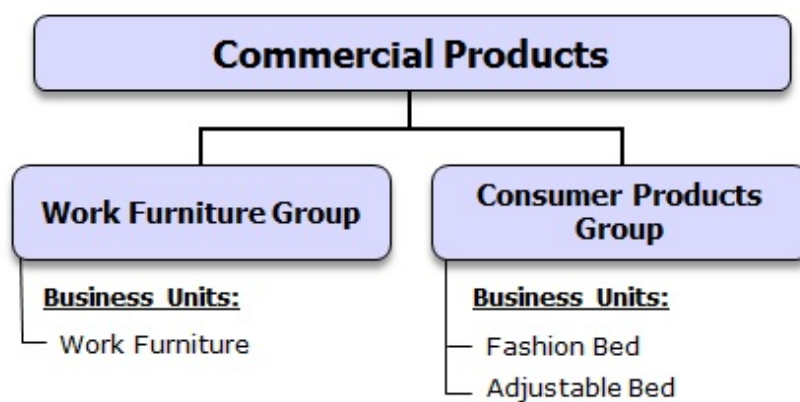 Commercial Products
Work Furniture Group
Consumer Products
Group
Business Units:
Work Furniture
Business Units:
Fashion Bed
Adjustable Bed